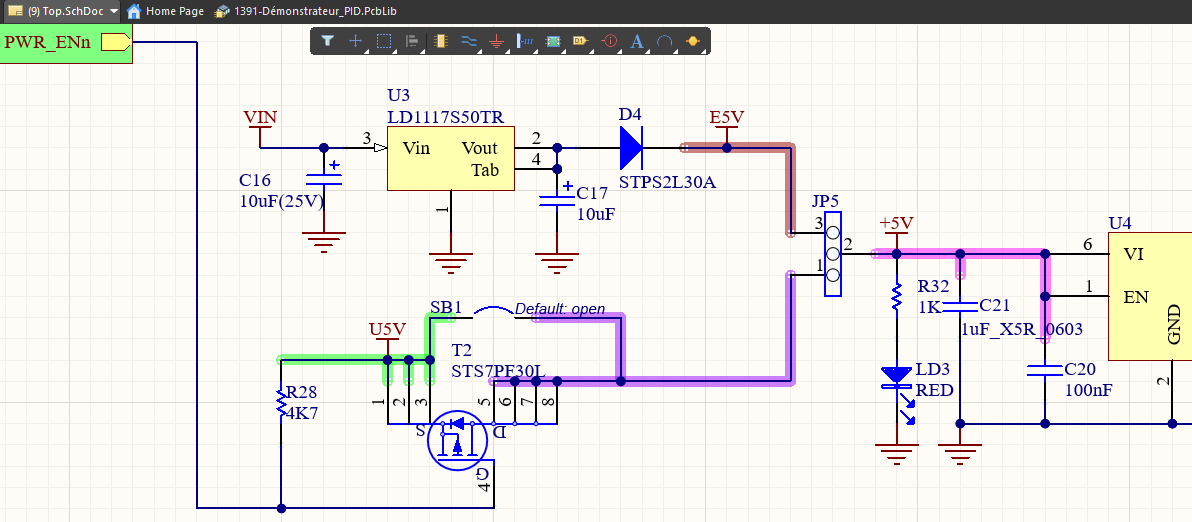 (9) Top.SchDoc Home Page 1391-Démonstrateur_PID.PcbLib
PWR_ENn
U3
LD1117S50TR
VIN
3
Vin
Vout
Tab
2
4
1
C16
10uF(25V)
C17
10uF
D4
STPS2L30A
E5V
JP5
3
2
1
+5V
R32
1K
C21
1uF_X5R_0603
LD3
RED
C20
100nF
U4
6
VI
1
EN
GND
2
SB1
Default: open
U5V
T2
STS7PF30L
R28
4K7
1
2
3
5
6
7
8
S
D
G
4